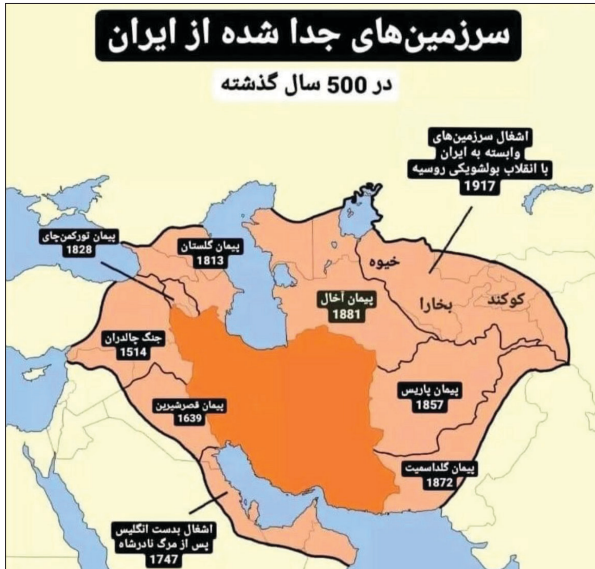 سرزمین‌های جدا شده از ایران
در 500 سال گذشته
اشغال سرزمین‌های
وابسته به ایران
با انقلاب بولشویکی روسیه
1917
پیمان تورکمن‌چای
1828
پیمان گلستان
1813
خیوه
بخارا
کوکند
پیمان آخال
1881
جنگ چالدران
1514
پیمان پاریس
1857
پیمان قصرشیرین
1639
پیمان گلداسمیت
1872
اشغال بدست انگلیس
پس از مرگ نادرشاه
1747